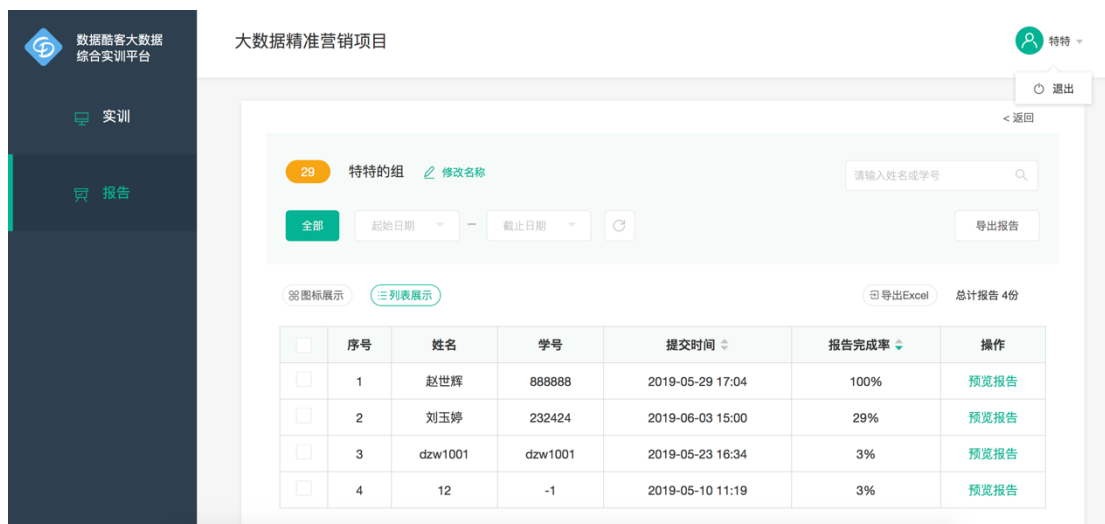 数据酷客大数据
综合实训平台
大数据精准营销项目
特特
退出
实训
报告
< 返回
29 特特的组 修改名称 请输入姓名或学号
全部 起始日期 — 截止日期 导出报告
图标展示 列表展示 导出Excel 总计报告 4份
序号 姓名 学号 提交时间 报告完成率 操作
1 赵世辉 888888 2019-05-29 17:04 100% 预览报告
2 刘玉婷 232424 2019-06-03 15:00 29% 预览报告
3 dzw1001 dzw1001 2019-05-23 16:34 3% 预览报告
4 12 -1 2019-05-10 11:19 3% 预览报告